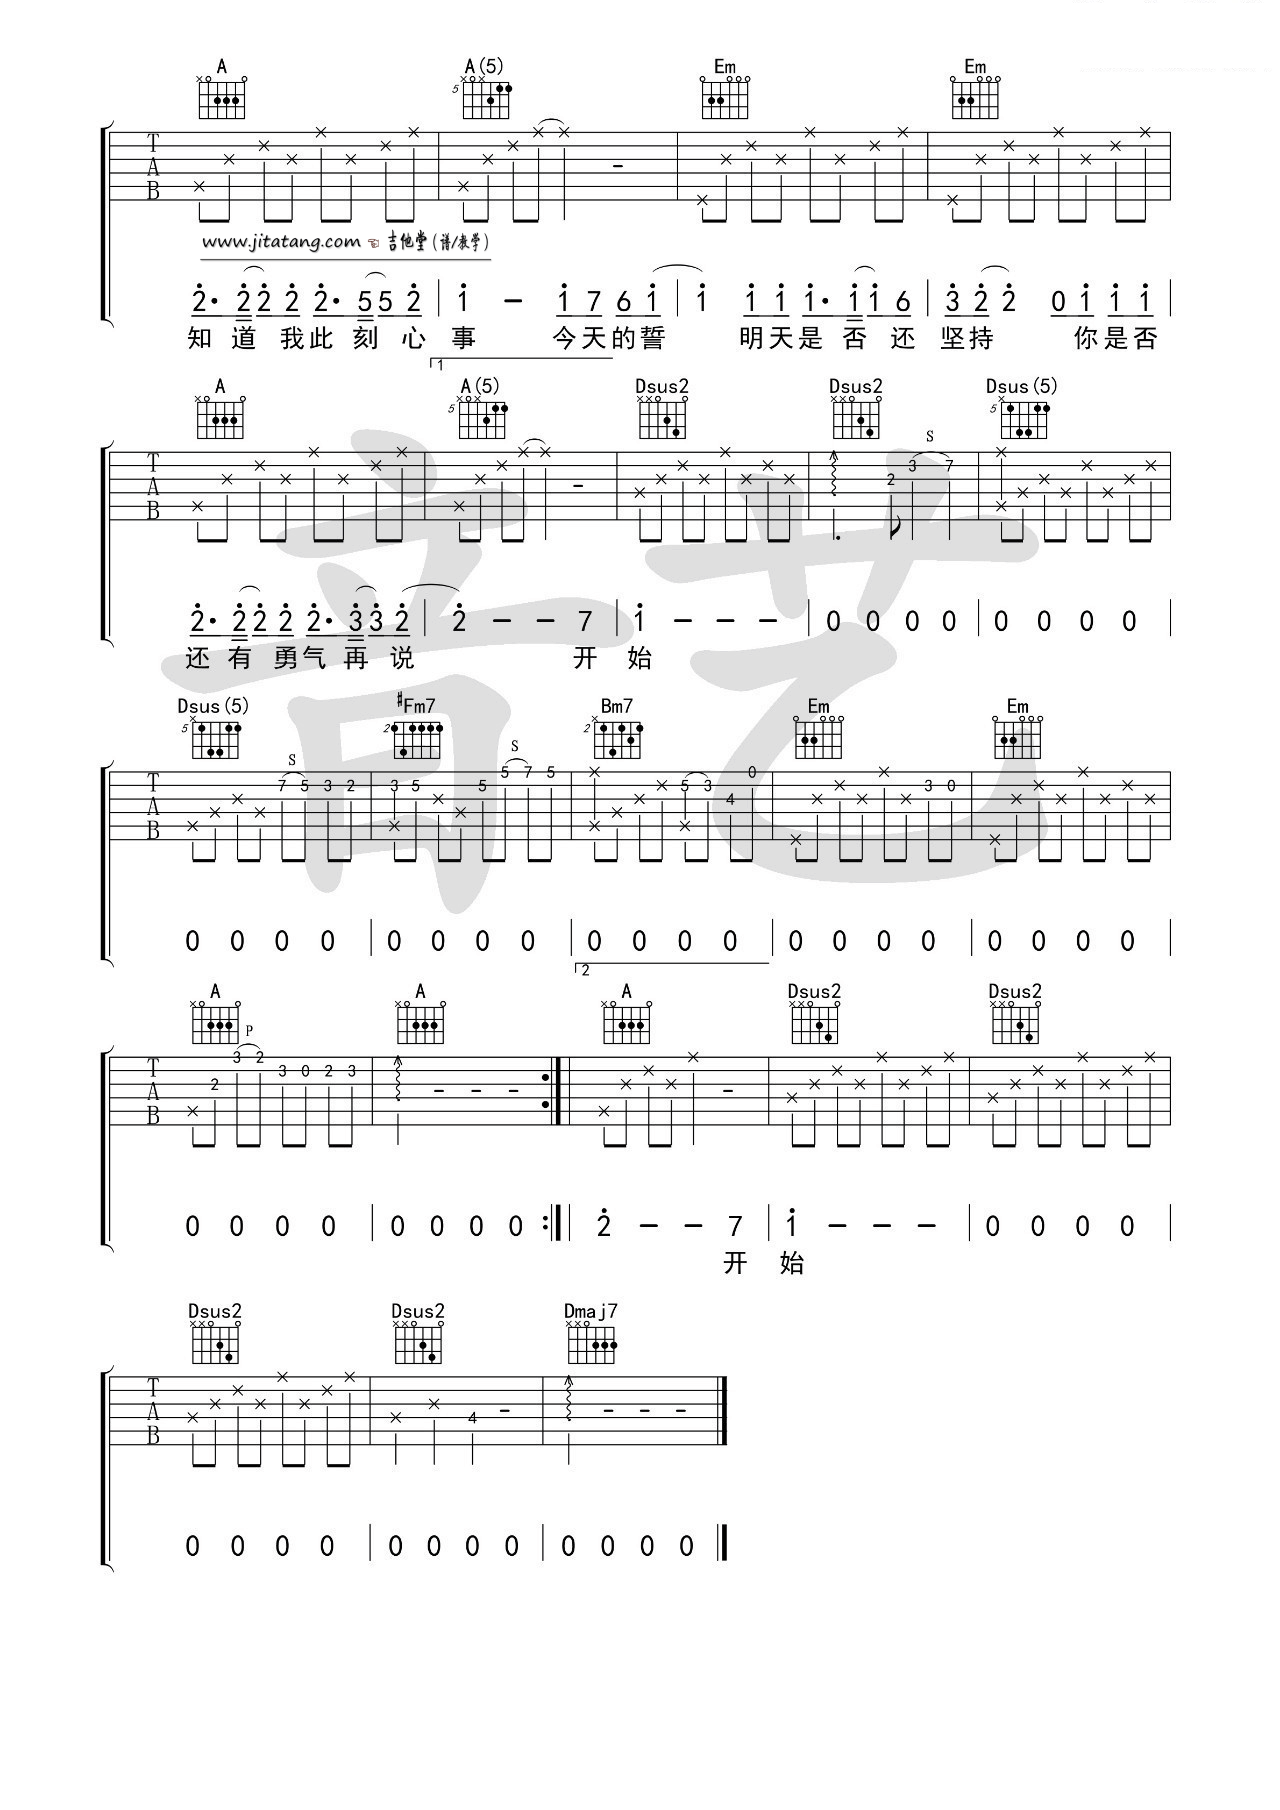 A A(5) Em Em
5
T A B
www.jitatang.com 吉他堂(谱/教学)
2· 2 2 2 2· 5 5 2 | 1 - 1 7 6 1 | 1 1 1 1· 1 1 6 | 3 2 2 0 1 1 1 |
知 道 我 此 刻 心 事 今 天 的 誓 明 天 是 否 还 坚 持 你 是 否
1
A A(5) Dsus2 Dsus2 Dsus(5)
5 5
S
T A B 2 3 7
2· 2 2 2 2· 3 3 2 | 2 - - 7 | 1 - - - | 0 0 0 0 | 0 0 0 0 |
还 有 勇 气 再 说 开 始
Dsus(5) #Fm7 Bm7 Em Em
5 2 2
S S
T A B 7 5 3 2 3 5 5 5 7 5 5 3 4 0 3 0
0 0 0 0 | 0 0 0 0 | 0 0 0 0 | 0 0 0 0 | 0 0 0 0 |
2
A A A Dsus2 Dsus2
P
T A B 2 3 2 3 0 2 3
0 0 0 0 | 0 0 0 0 :|| 2 - - 7 | 1 - - - | 0 0 0 0 |
开 始
Dsus2 Dsus2 Dmaj7
T A B 4
0 0 0 0 | 0 0 0 0 | 0 0 0 0 ||
音艺